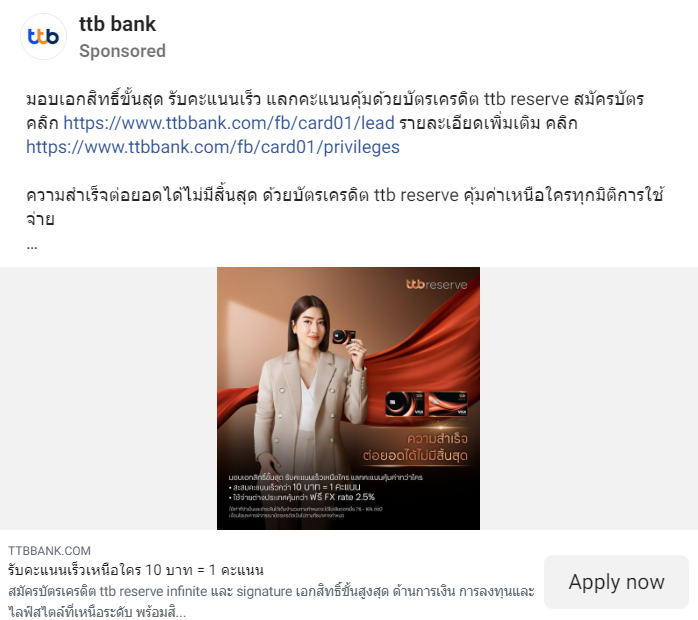 ttb bank
Sponsored
ttb
มอบเอกสิทธิ์ขั้นสุด รับคะแนนเร็ว แลกคะแนนคุ้มด้วยบัตรเครดิต ttb reserve สมัครบัตร
คลิก https://www.ttbbank.com/fb/card01/lead รายละเอียดเพิ่มเติม คลิก
https://www.ttbbank.com/fb/card01/privileges
ความสำเร็จต่อยอดได้ไม่มีสิ้นสุด ด้วยบัตรเครดิต ttb reserve คุ้มค่าเหนือใครทุกมิติการใช้
จ่าย
...
ttb reserve
VISA
VISA
ความสำเร็จ
ต่อยอดได้ไม่มีสิ้นสุด
มอบเอกสิทธิ์ขั้นสุด รับคะแนนเร็วเหนือใคร แลกคะแนนคุ้มค่ากว่าใคร
• สะสมคะแนนเร็วกว่า 10 บาท = 1 คะแนน
• ใช้จ่ายต่างประเทศคุ้มกว่า ฟรี FX rate 2.5%
TTBBANK.COM
รับคะแนนเร็วเหนือใคร 10 บาท = 1 คะแนน
สมัครบัตรเครดิต ttb reserve infinite และ signature เอกสิทธิ์ขั้นสูงสุด ด้านการเงิน การลงทุนและ
ไลฟ์สไตล์ที่เหนือระดับ พร้อมสิ...
Apply now